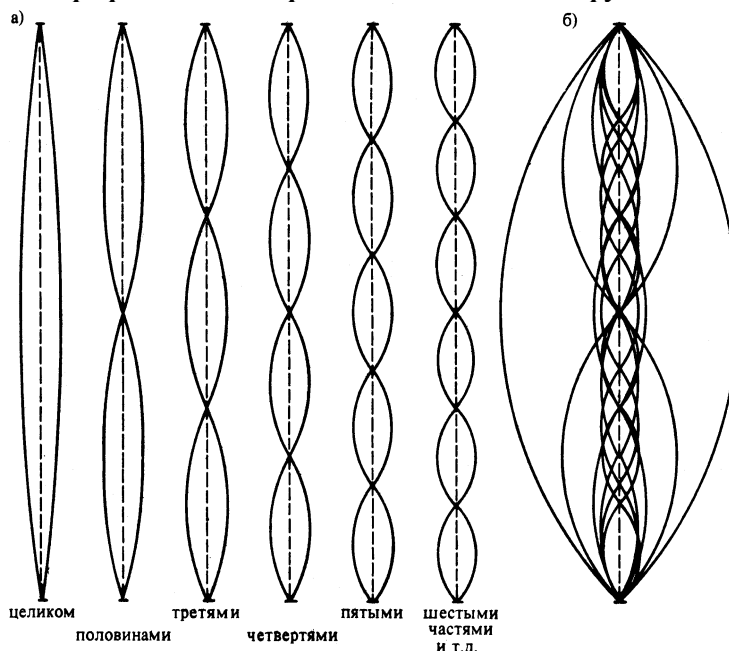 а)
б)
целиком
половинами
третями
четвертями
пятыми
шестыми
частями
и т.д.